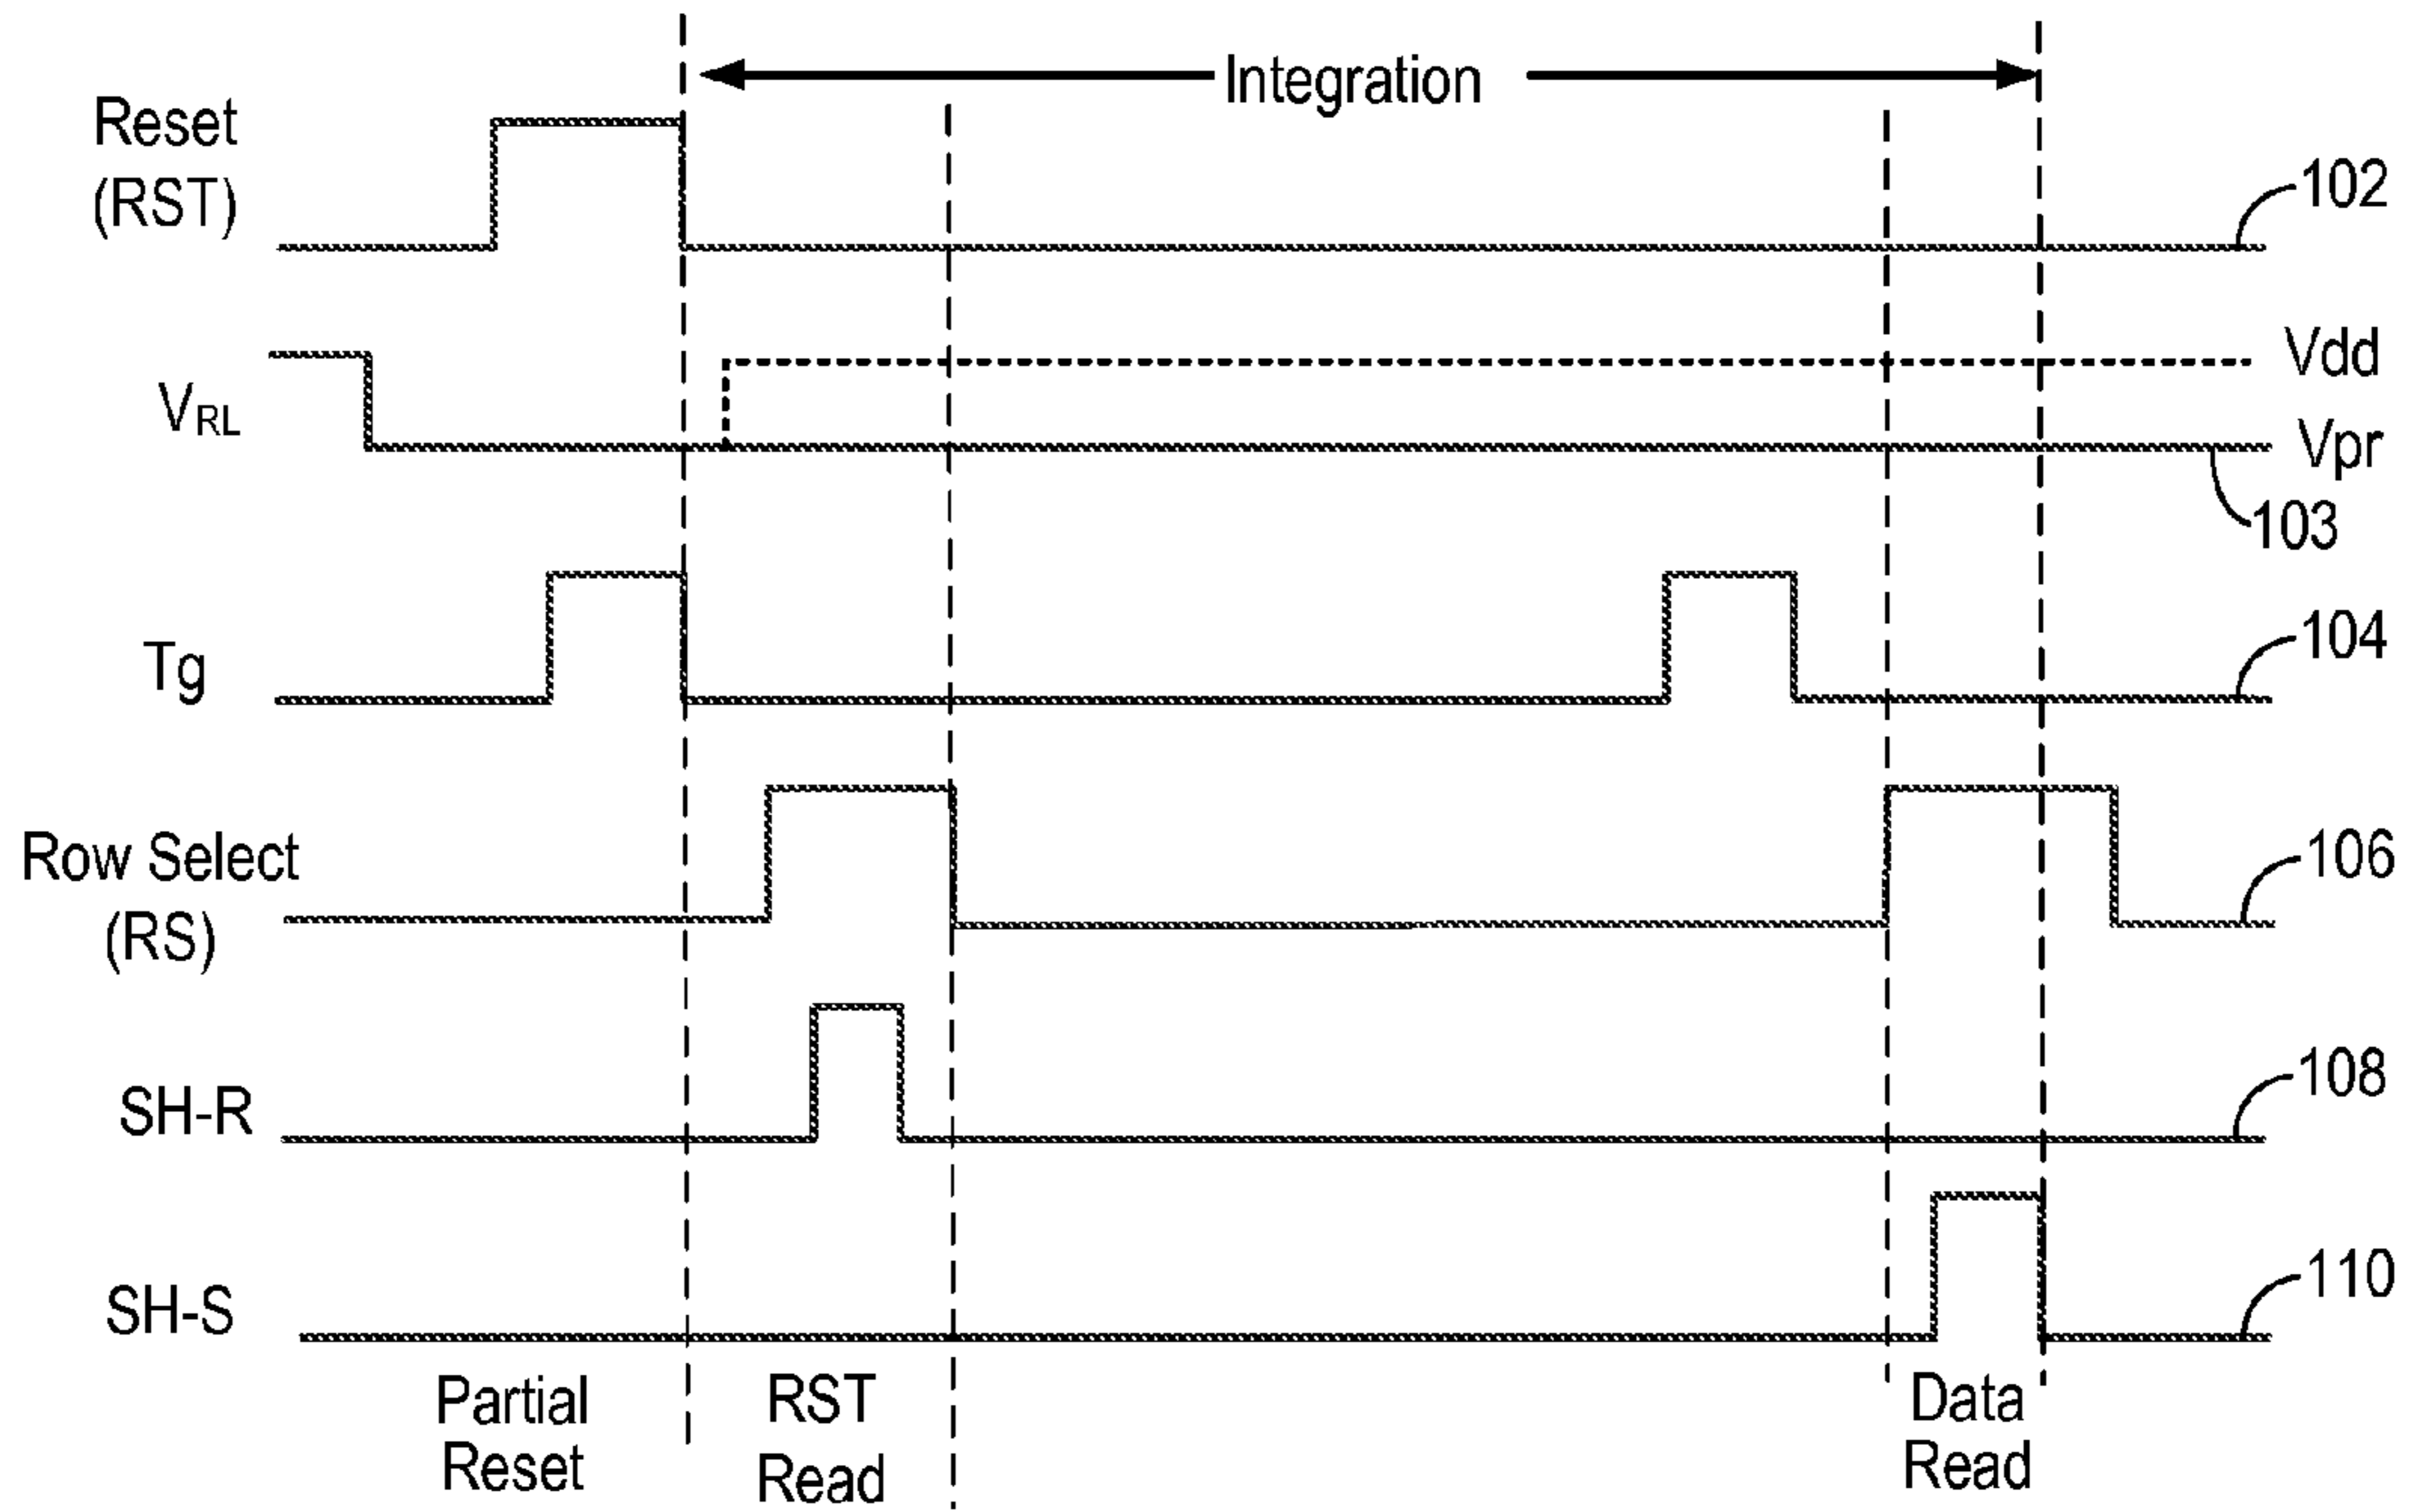 Integration
Reset
(RST)
102
VRL
Vdd
Vpr
103
Tg
104
Row Select
(RS)
106
SH-R
108
SH-S
110
Partial
Reset
RST
Read
Data
Read